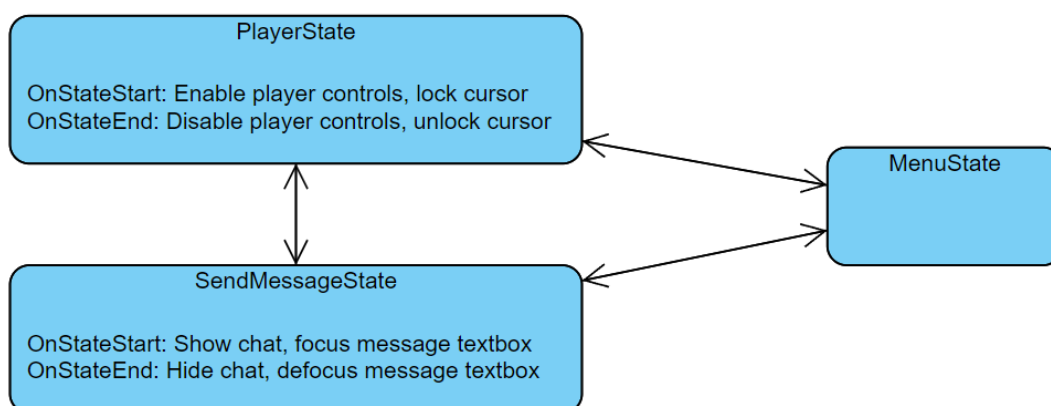 PlayerState
OnStateStart: Enable player controls, lock cursor
OnStateEnd: Disable player controls, unlock cursor
MenuState
SendMessageState
OnStateStart: Show chat, focus message textbox
OnStateEnd: Hide chat, defocus message textbox